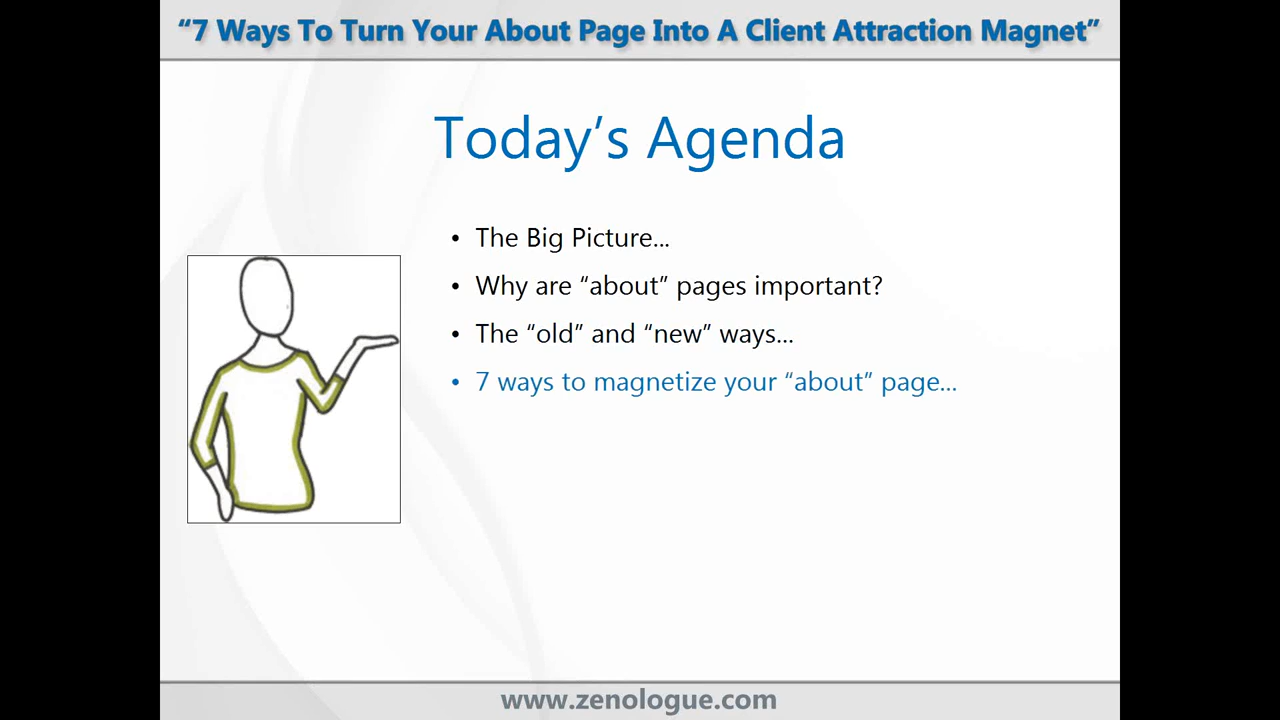 “7 Ways To Turn Your About Page Into A Client Attraction Magnet”
Today’s Agenda
• The Big Picture...
• Why are “about” pages important?
• The “old” and “new” ways...
• 7 ways to magnetize your “about” page...
www.zenologue.com